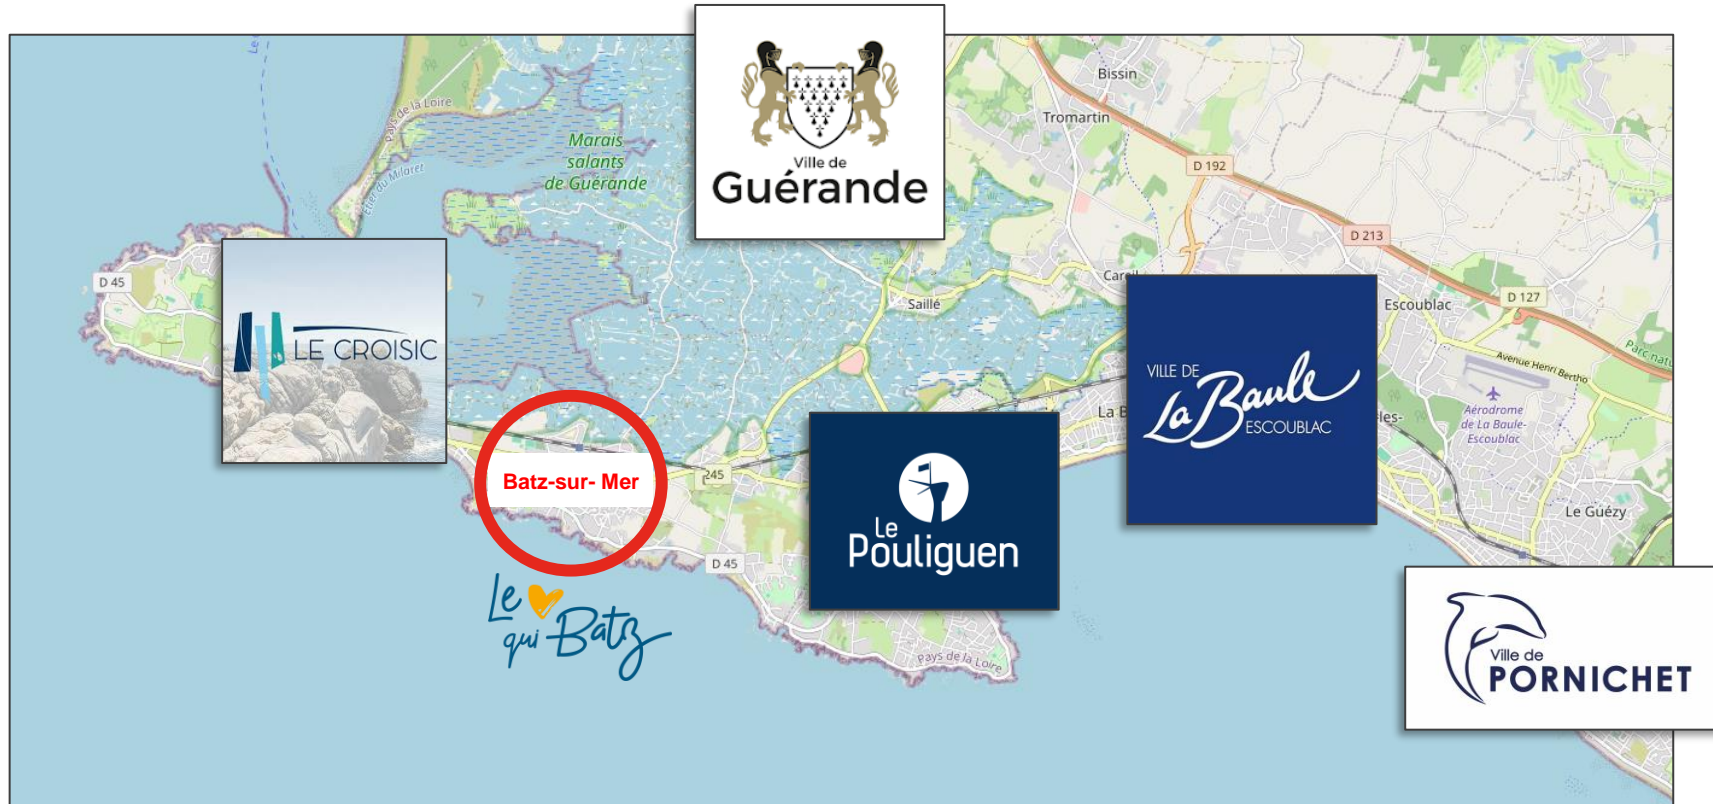 Ville de
Guérande
Bissin
Tromartin
Pays de la Loire
Marais
salants
de Guérande
Étier du Milaret
D 192
D 213
D 45
Saillé
Escoublac
D 127
LE CROISIC
VILLE DE
La Baule
ESCOUBLAC
Avenue Henri Bertho
Aérodrome
de La Baule-
Escoublac
Batz-sur- Mer
Le
Pouliguen
Le Guézy
D 45
Le
qui Batz
Pays de la Loire
Ville de
PORNICHET